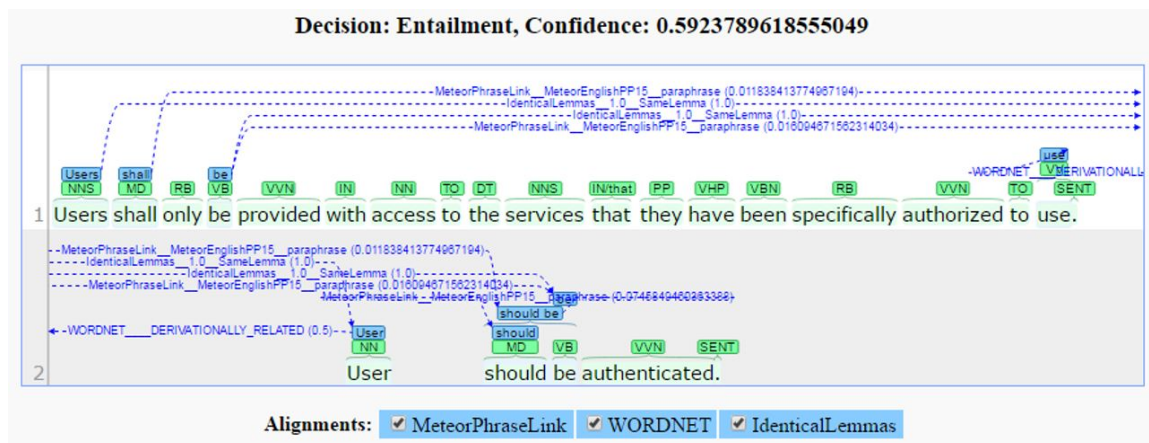 Decision: Entailment, Confidence: 0.5923789618555049
MeteorPhraseLink__MeteorEnglishPP15__paraphrase (0.011838413774967194)
IdenticalLemmas__1.0__SameLemma (1.0)
IdenticalLemmas__1.0__SameLemma (1.0)
MeteorPhraseLink__MeteorEnglishPP15__paraphrase (0.016094671562314034)
use
Users shall be
NNS MD RB VB VVN IN NN TO DT NNS IN/that PP VHP VBN RB VVN TO SENT
1 Users shall only be provided with access to the services that they have been specifically authorized to use.
MeteorPhraseLink__MeteorEnglishPP15__paraphrase (0.011838413774967194)
IdenticalLemmas__1.0__SameLemma (1.0)
IdenticalLemmas__1.0__SameLemma (1.0)
MeteorPhraseLink__MeteorEnglishPP15__paraphrase (0.016094671562314034)
be
should be
WORDNET____DERIVATIONALLY_RELATED (0.5) User should
NN MD VB VVN SENT
2 User should be authenticated.
Alignments: MeteorPhraseLink WORDNET IdenticalLemmas